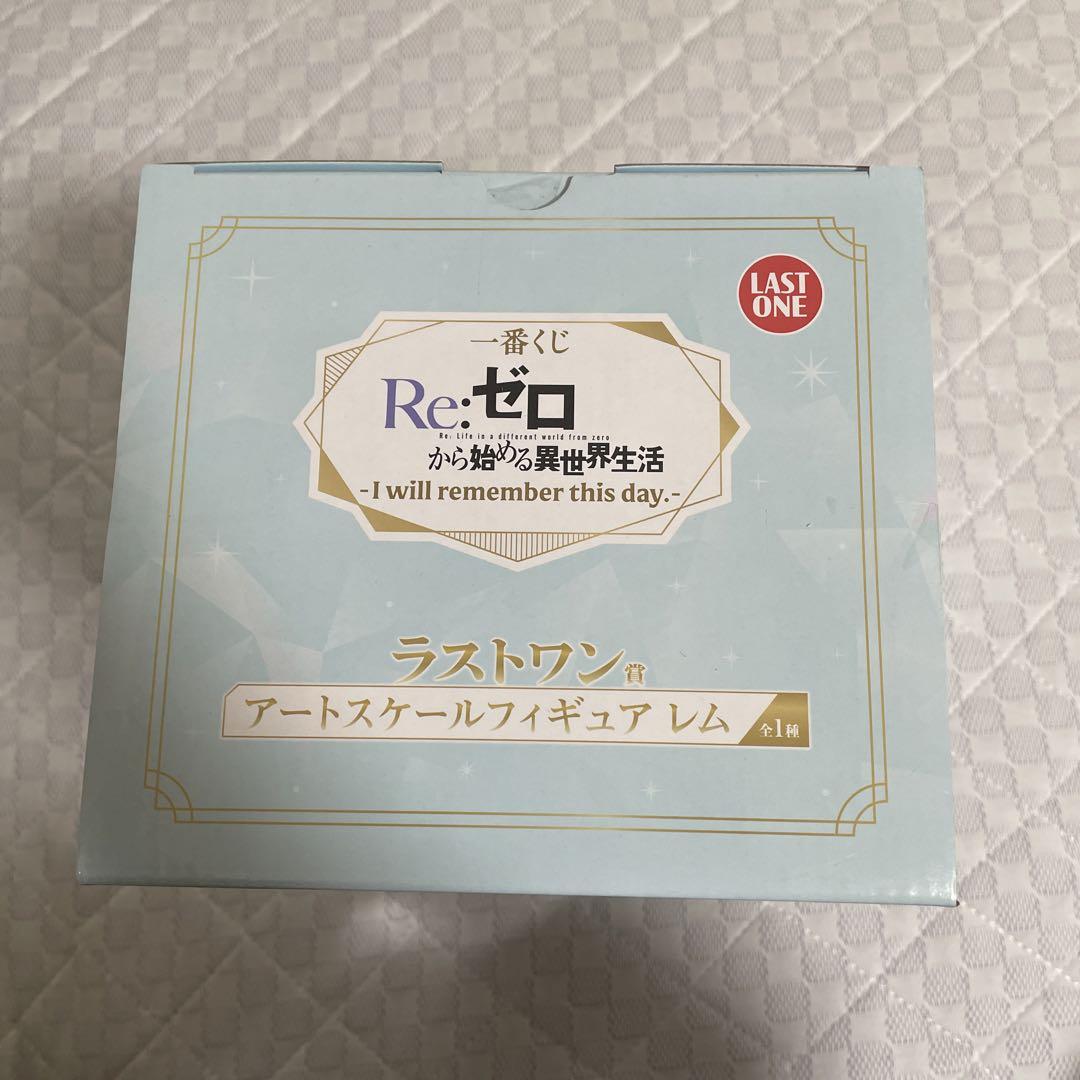 LAST
ONE
一番くじ
Re:ゼロ
Re: Life in a different world from zero
から始める異世界生活
-I will remember this day.-
ラストワン賞
アートスケールフィギュア レム 全1種